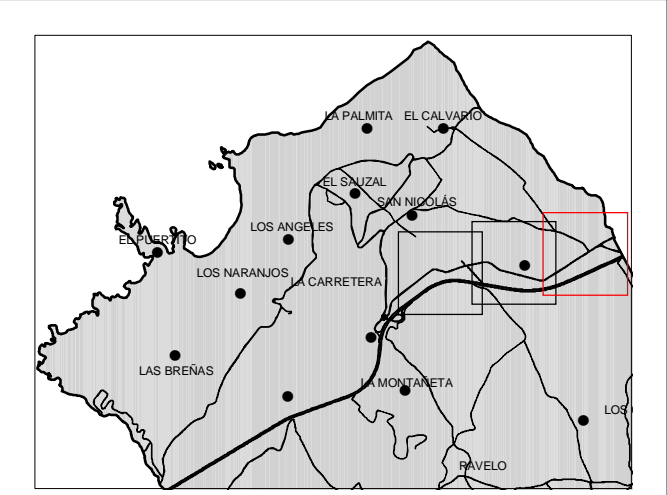 LA PALMITA
EL CALVARIO
EL SAUZAL
SAN NICOLÁS
LOS ANGELES
EL PUERTITO
LOS NARANJOS
LA CARRETERA
LAS BREÑAS
LA MONTAÑETA
LOS
RAVELO